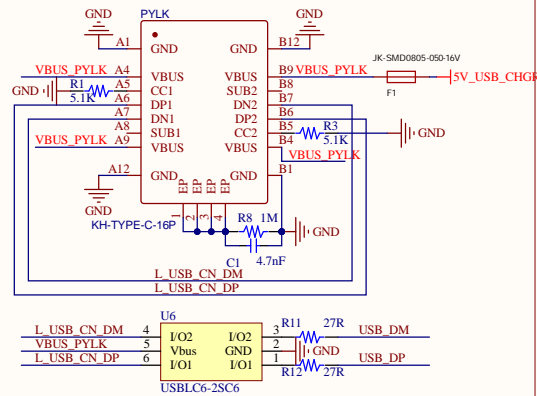 GND PYLK GND
A1 GND GND B12
JK-SMD0805-050-16V
VBUS_PYLK A4 VBUS VBUS B9 VBUS_PYLK 5V_USB_CHGR
F1
GND R1 5.1K A5 CC1 SUB2 B8
A6 DP1 DN2 B7
A7 DN1 DP2 B6
A8 SUB1 CC2 B5 R3 5.1K GND
VBUS_PYLK A9 VBUS VBUS B4
VBUS_PYLK
A12 GND GND B1
EP EP EP EP
GND
1 2 3 4 R8 1M GND
KH-TYPE-C-16P
C1 4.7nF
L_USB_CN_DM
L_USB_CN_DP
U6
L_USB_CN_DM 4 I/O2 I/O2 3 R11 27R USB_DM
VBUS_PYLK 5 Vbus GND 2 GND
L_USB_CN_DP 6 I/O1 I/O1 1 R12 27R USB_DP
USBLC6-2SC6